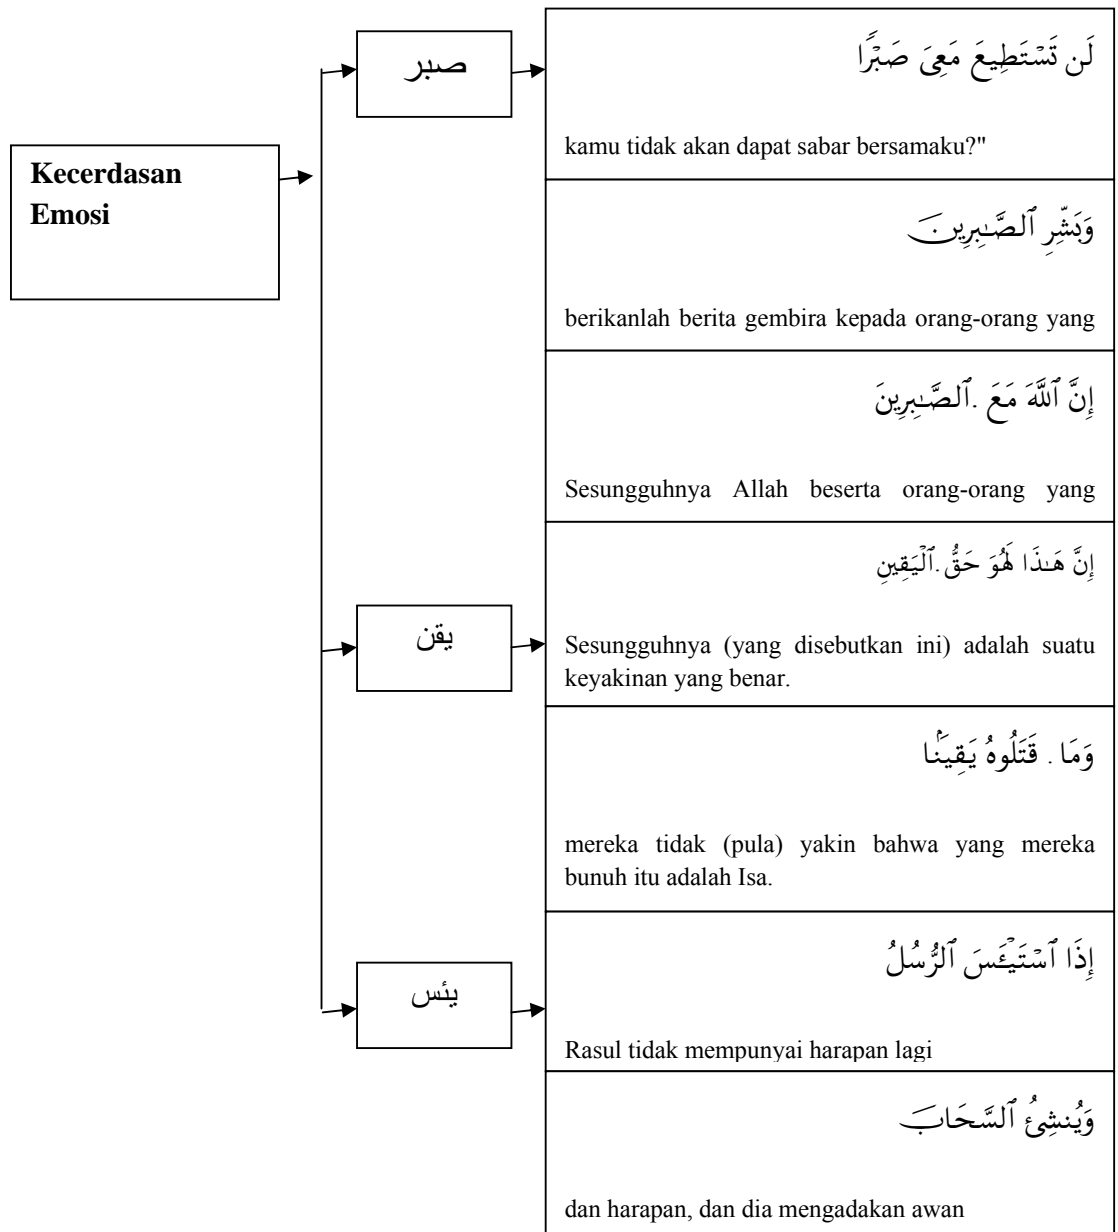 Kecerdasan
Emosi
صبر
لَن تَسْتَطِيعَ مَعِىَ صَبْرًا
kamu tidak akan dapat sabar bersamaku?"
وَبَشِّرِ ٱلصَّـٰبِرِينَ
berikanlah berita gembira kepada orang-orang yang
إِنَّ ٱللَّهَ مَعَ .ٱلصَّـٰبِرِينَ
Sesungguhnya Allah beserta orang-orang yang
يقن
إِنَّ هَـٰذَا لَهُوَ حَقُّ .ٱلْيَقِينِ
Sesungguhnya (yang disebutkan ini) adalah suatu
keyakinan yang benar.
وَمَا . قَتَلُوهُ يَقِينًۢا
mereka tidak (pula) yakin bahwa yang mereka
bunuh itu adalah Isa.
يئس
إِذَا ٱسْتَيْـَٔسَ ٱلرُّسُلُ
Rasul tidak mempunyai harapan lagi
وَيُنشِئُ ٱلسَّحَابَ
dan harapan, dan dia mengadakan awan